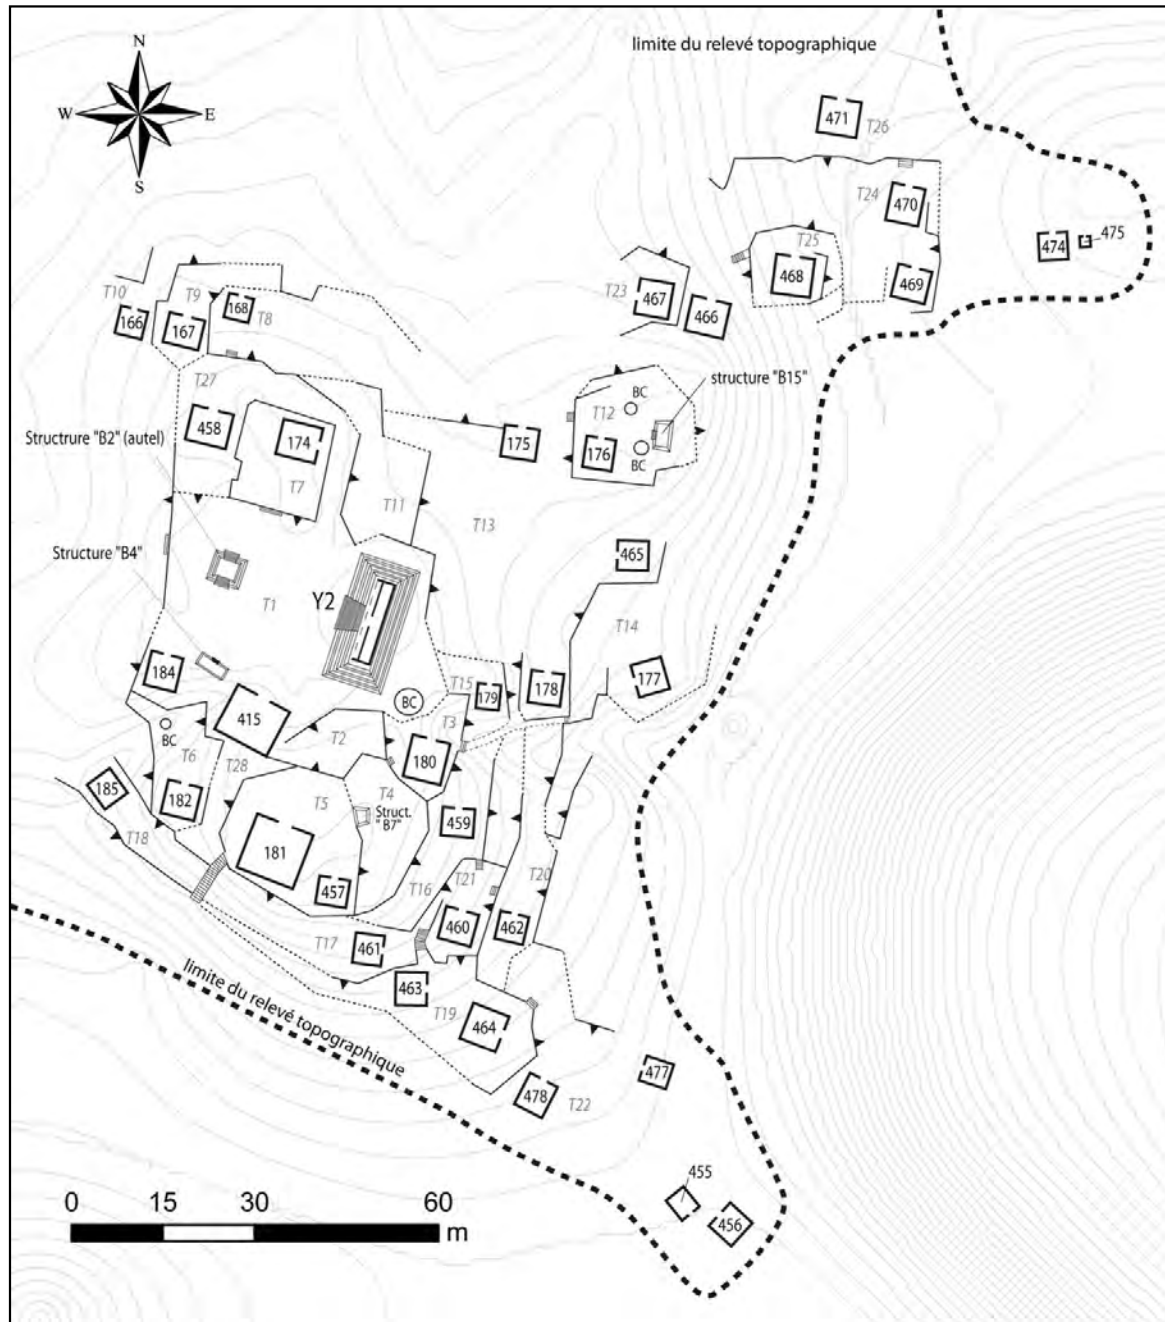 limite du relevé topographique
N
W
E
S
471
T26
T24
470
475
474
T25
468
469
T23
467
466
T10
T9
168
T8
166
167
T27
structure "B15"
BC
T12
458
174
Structrure "B2" (autel)
175
176
BC
T7
T11
T13
465
Structure "B4"
T1
Y2
T14
184
T15
179
178
177
BC
415
T3
BC
T2
T6
T28
180
185
182
T5
T4
Struct.
"B7"
459
T18
181
457
T16
T21
T20
460
462
T17
461
limite du relevé topographique
463
T19
464
477
478
T22
455
456
0 15 30 60
m